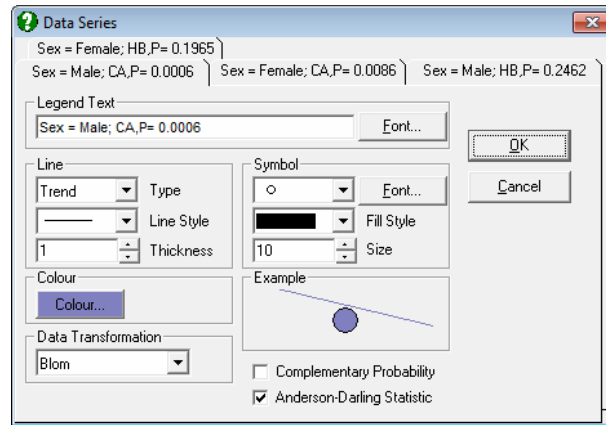 Data Series
Sex = Female; HB,P= 0.1965
Sex = Male; CA,P= 0.0006
Sex = Female; CA,P= 0.0086
Sex = Male; HB,P= 0.2462
Legend Text
Sex = Male; CA,P= 0.0006
Font...
OK
Cancel
Line
Trend
Type
Line Style
1
Thickness
Symbol
Font...
Fill Style
10
Size
Colour
Colour...
Example
Data Transformation
Blom
Complementary Probability
Anderson-Darling Statistic